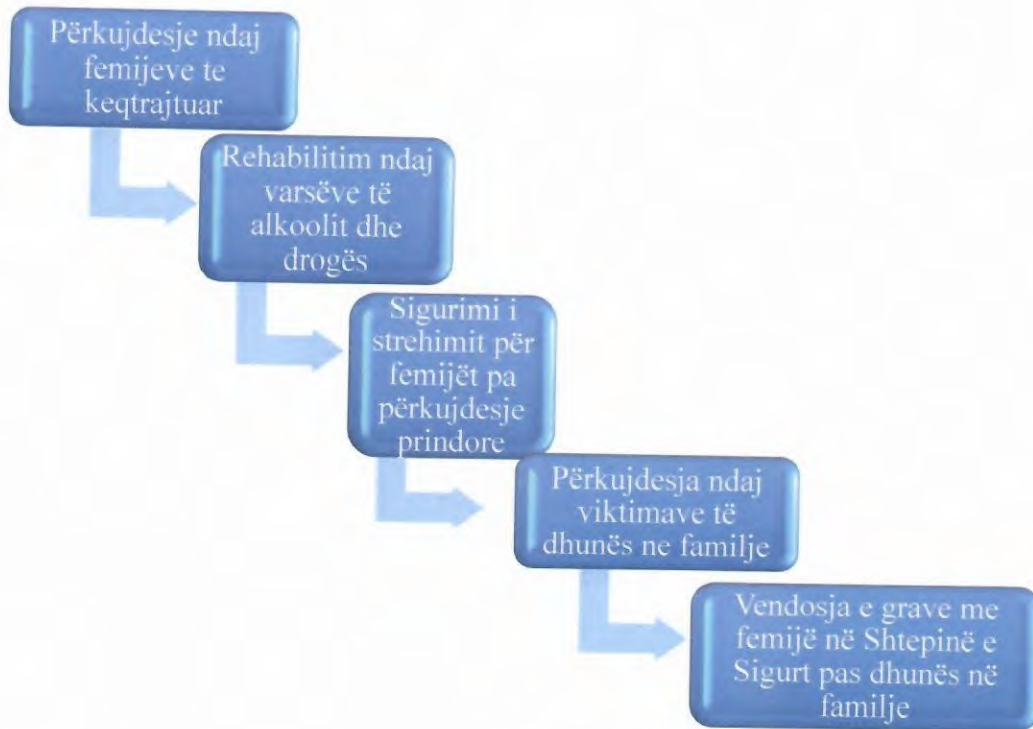 Përkujdesje ndaj
femijeve te
keqtrajtuar
Rehabilitim ndaj
varsëve të
alkoolit dhe
drogës
Sigurimi i
strehimit për
femijët pa
përkujdesje
prindore
Përkujdesja ndaj
viktimave të
dhunës ne familje
Vendosja e grave me
femijë në Shtepinë e
Sigurt pas dhunës në
familje